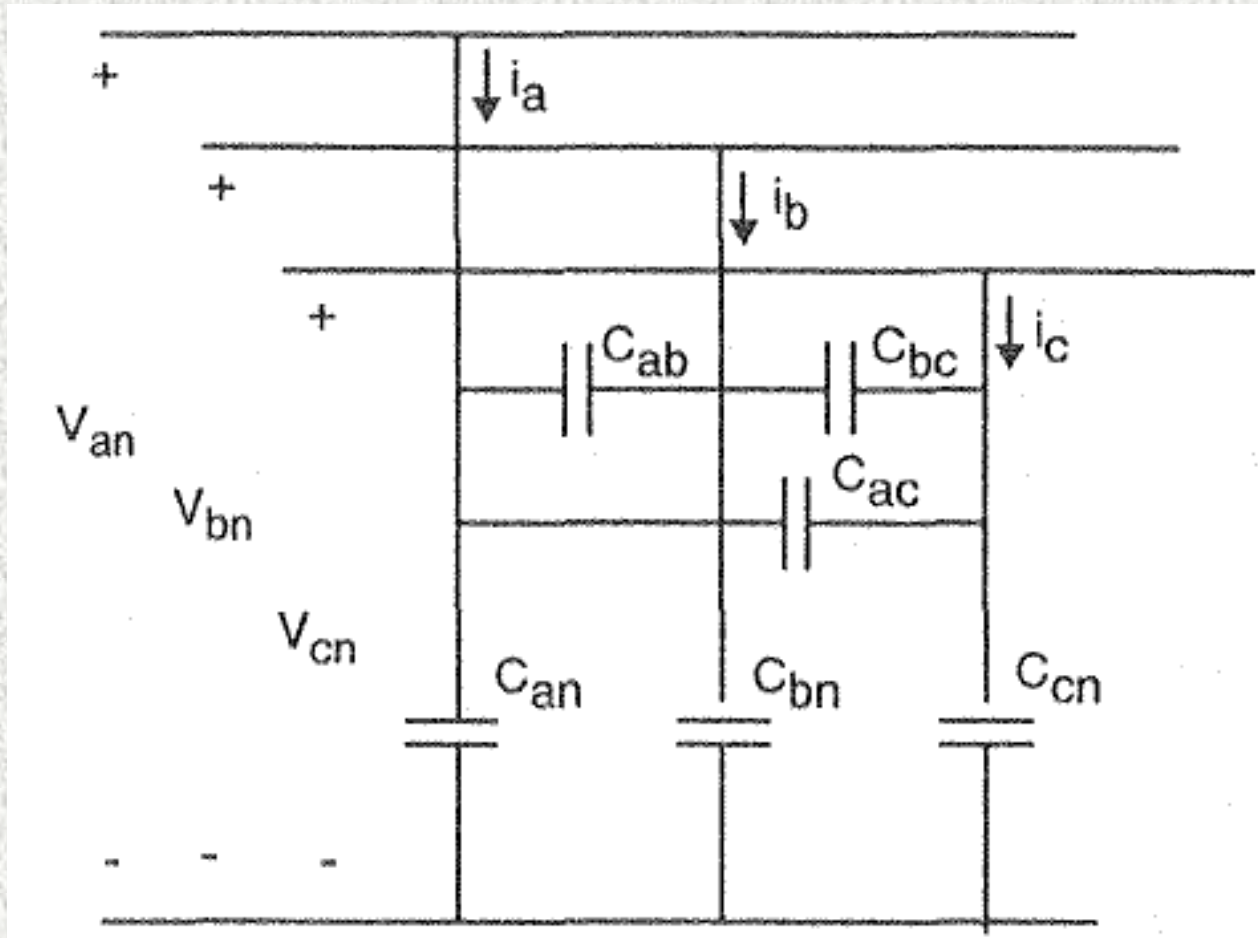 +
i_a
+
i_b
+
i_c
C_ab
C_bc
V_an
C_ac
V_bn
V_cn
C_an
C_bn
C_cn
- - -